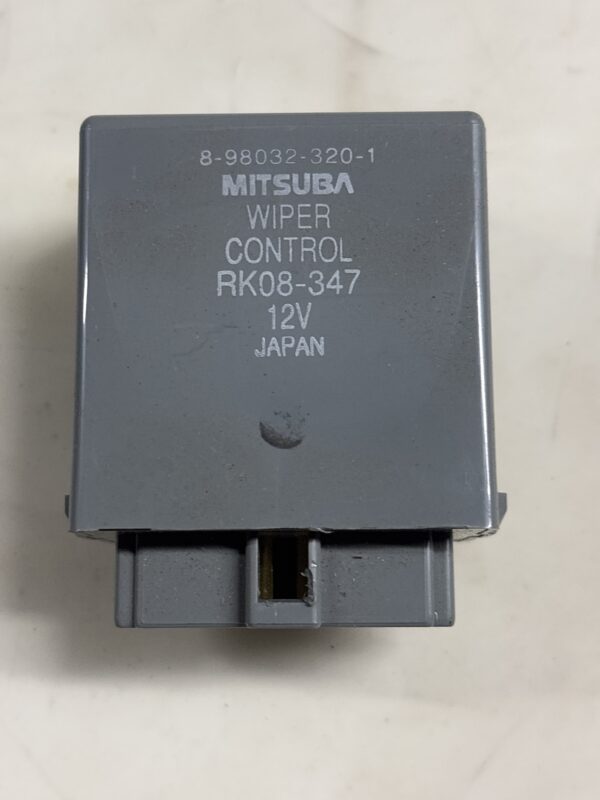 8-98032-320-1
MITSUBA
WIPER
CONTROL
RK08-347
12V
JAPAN